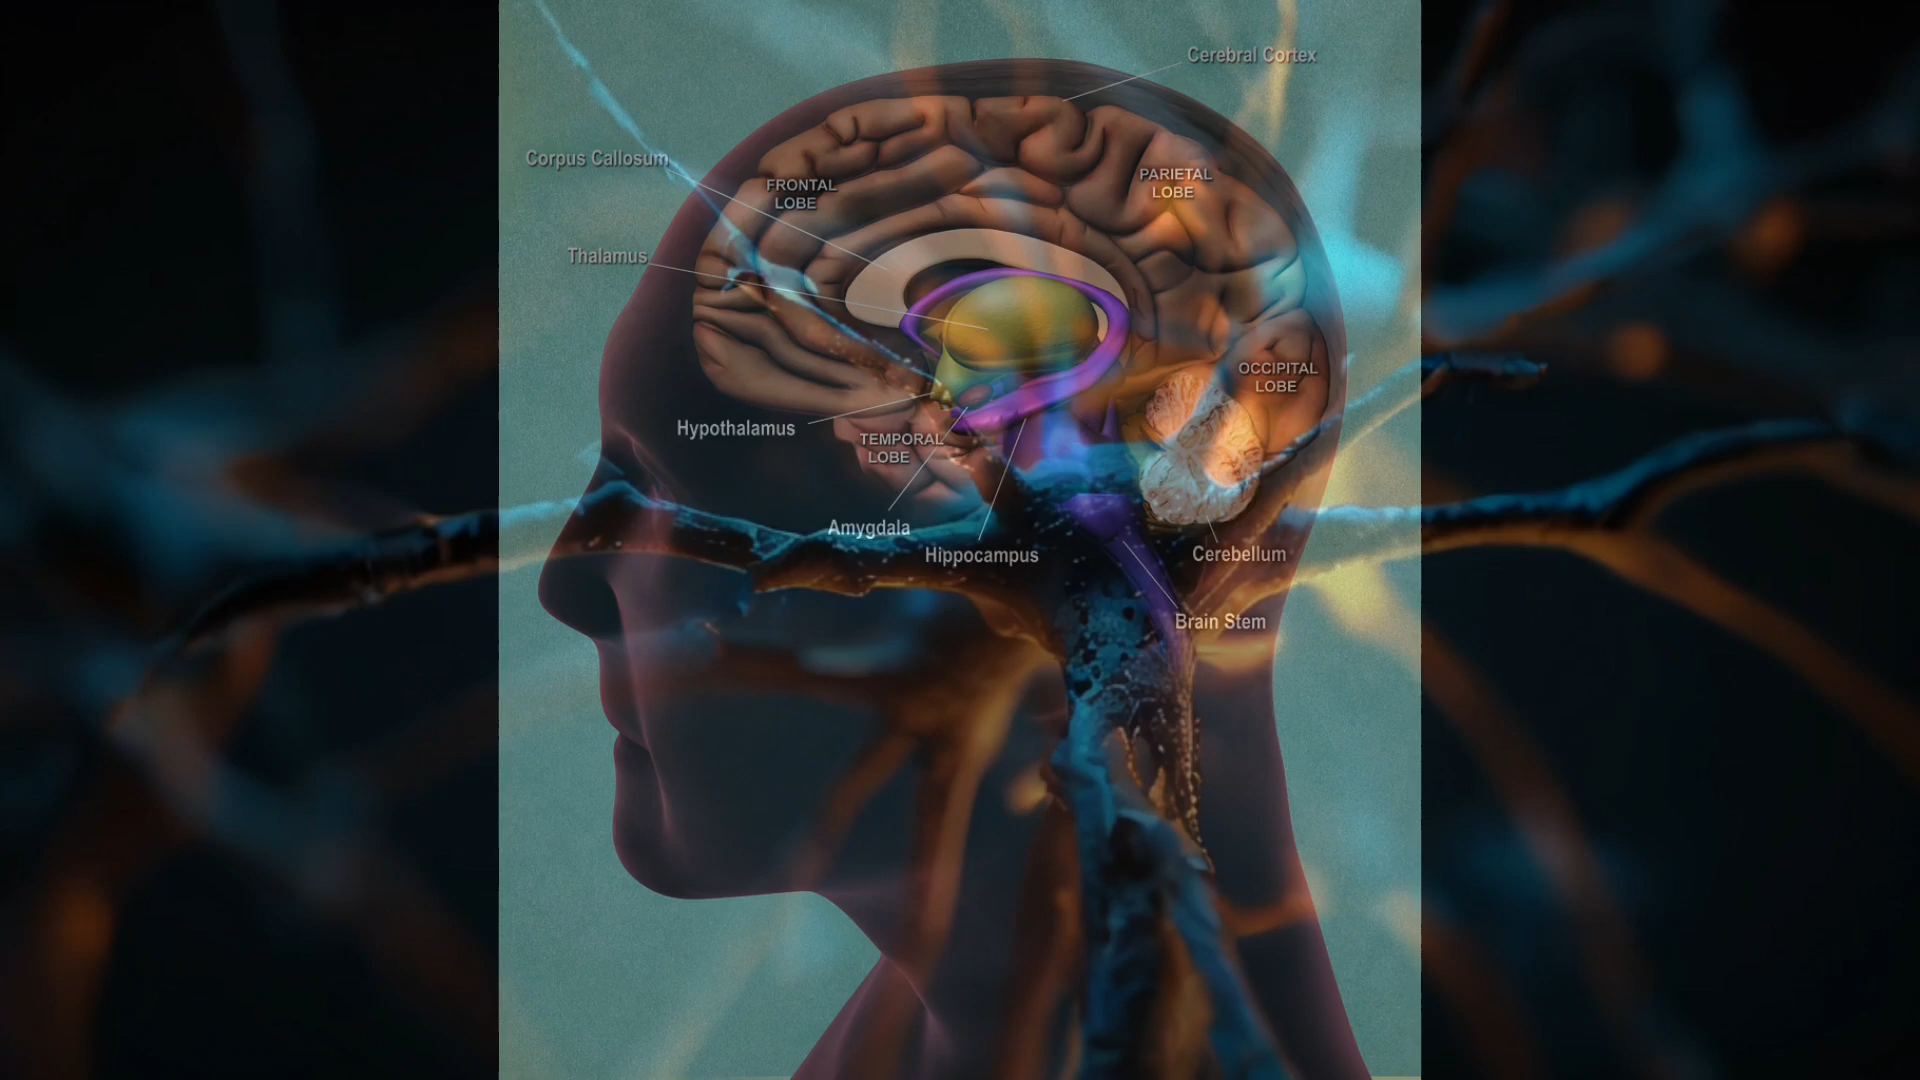 Cerebral Cortex
Corpus Callosum
FRONTAL
LOBE
PARIETAL
LOBE
Thalamus
OCCIPITAL
LOBE
Hypothalamus
TEMPORAL
LOBE
Amygdala
Hippocampus
Cerebellum
Brain Stem